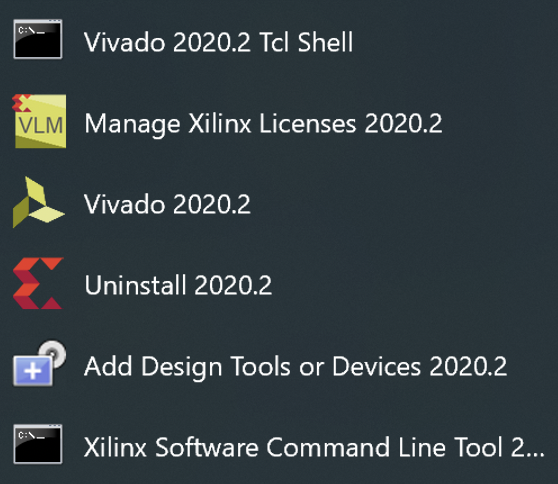 Vivado 2020.2 Tcl Shell
VLM Manage Xilinx Licenses 2020.2
Vivado 2020.2
Uninstall 2020.2
Add Design Tools or Devices 2020.2
Xilinx Software Command Line Tool 2...